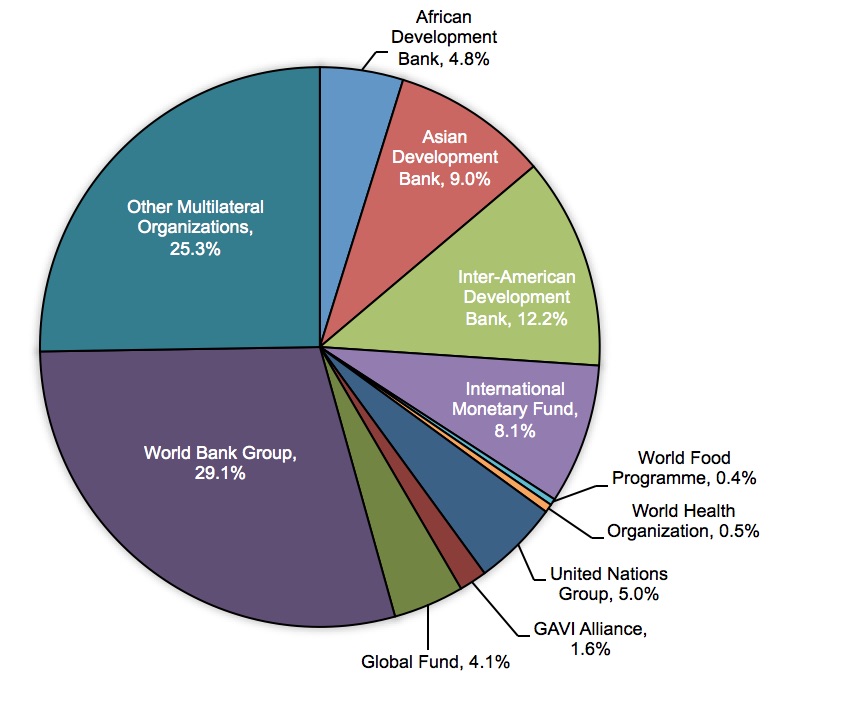 African
Development
Bank, 4.8%
Asian
Development
Bank, 9.0%
Inter-American
Development
Bank, 12.2%
International
Monetary Fund,
8.1%
World Food
Programme, 0.4%
World Health
Organization, 0.5%
United Nations
Group, 5.0%
GAVI Alliance,
1.6%
Global Fund, 4.1%
World Bank Group,
29.1%
Other Multilateral
Organizations,
25.3%